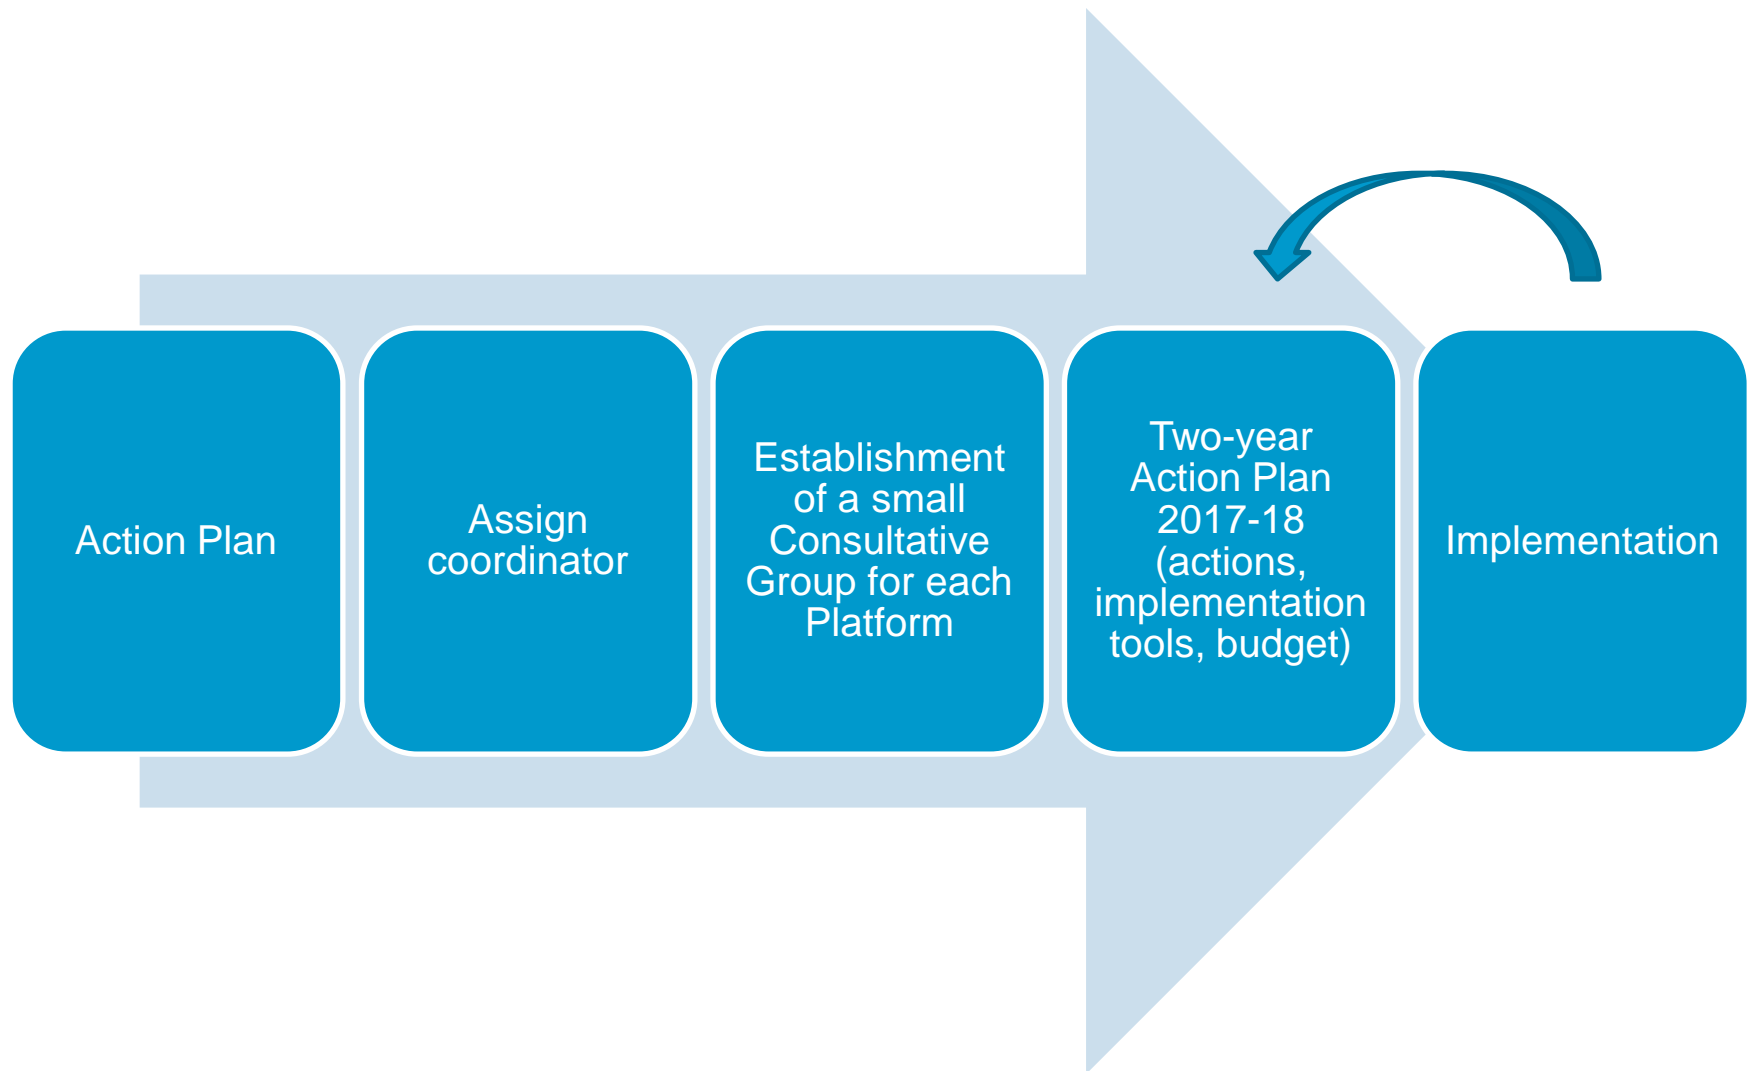 Action Plan
Assign
coordinator
Establishment
of a small
Consultative
Group for each
Platform
Two-year
Action Plan
2017-18
(actions,
implementation
tools, budget)
Implementation